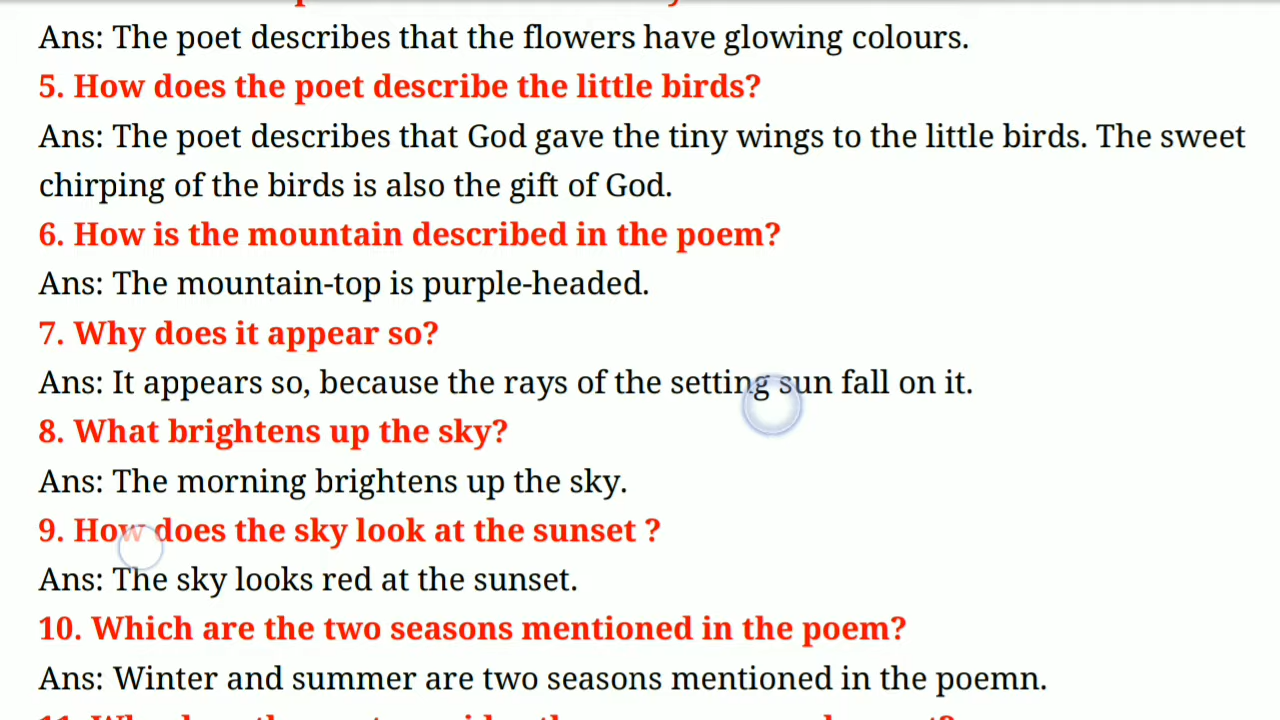 Ans: The poet describes that the flowers have glowing colours.
5. How does the poet describe the little birds?
Ans: The poet describes that God gave the tiny wings to the little birds. The sweet
chirping of the birds is also the gift of God.
6. How is the mountain described in the poem?
Ans: The mountain-top is purple-headed.
7. Why does it appear so?
Ans: It appears so, because the rays of the setting sun fall on it.
8. What brightens up the sky?
Ans: The morning brightens up the sky.
9. How does the sky look at the sunset ?
Ans: The sky looks red at the sunset.
10. Which are the two seasons mentioned in the poem?
Ans: Winter and summer are two seasons mentioned in the poemn.